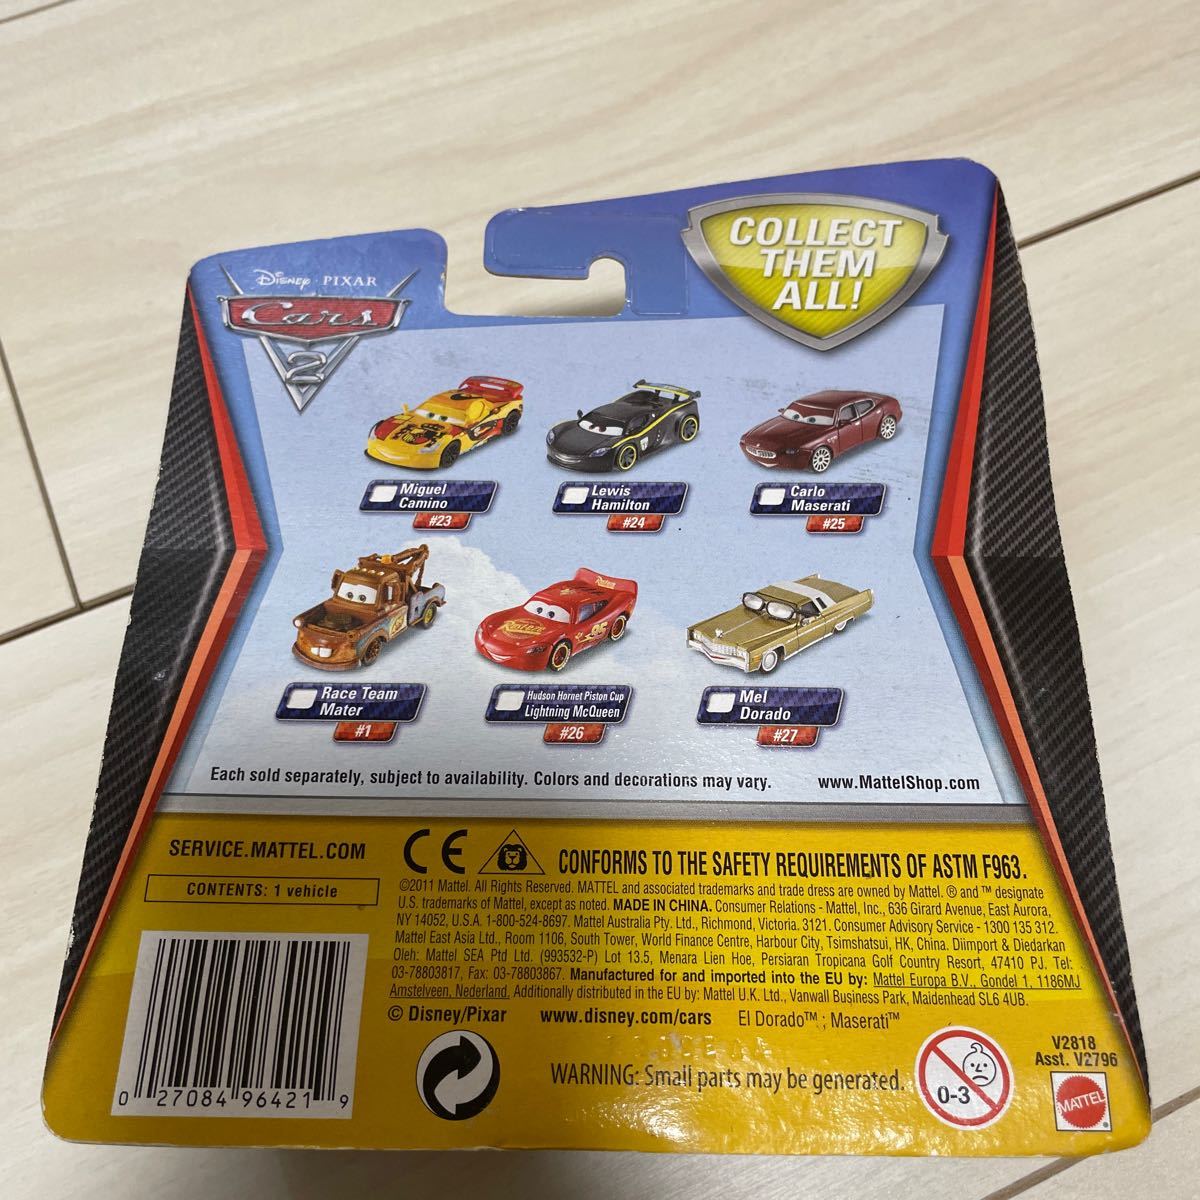 Disney · PIXAR
Cars
2
COLLECT
THEM
ALL!
Miguel
Camino
#23
Lewis
Hamilton
#24
Carlo
Maserati
#25
Race Team
Mater
#1
Hudson Hornet Piston Cup
Lightning McQueen
#26
Mel
Dorado
#27
Each sold separately, subject to availability. Colors and decorations may vary.
www.MattelShop.com
SERVICE.MATTEL.COM
CONTENTS: 1 vehicle
CE
CONFORMS TO THE SAFETY REQUIREMENTS OF ASTM F963.
©2011 Mattel. All Rights Reserved. MATTEL and associated trademarks and trade dress are owned by Mattel. ® and ™ designate
U.S. trademarks of Mattel, except as noted. MADE IN CHINA. Consumer Relations - Mattel, Inc., 636 Girard Avenue, East Aurora,
NY 14052, U.S.A. 1-800-524-8697. Mattel Australia Pty. Ltd., Richmond, Victoria. 3121. Consumer Advisory Service - 1300 135 312.
Mattel East Asia Ltd., Room 1106, South Tower, World Finance Centre, Harbour City, Tsimshatsui, HK, China. Diimport & Diedarkan
Oleh: Mattel SEA Ptd Ltd. (993532-P) Lot 13.5, Menara Lien Hoe, Persiaran Tropicana Golf Country Resort, 47410 PJ. Tel:
03-78803817, Fax: 03-78803867. Manufactured for and imported into the EU by: Mattel Europa B.V., Gondel 1, 1186MJ
Amstelveen, Nederland. Additionally distributed in the EU by: Mattel U.K. Ltd., Vanwall Business Park, Maidenhead SL6 4UB.
© Disney/Pixar www.disney.com/cars El Dorado™ ; Maserati™
0 27084 96421 9
WARNING: Small parts may be generated.
0-3
V2818
Asst. V2796
MATTEL